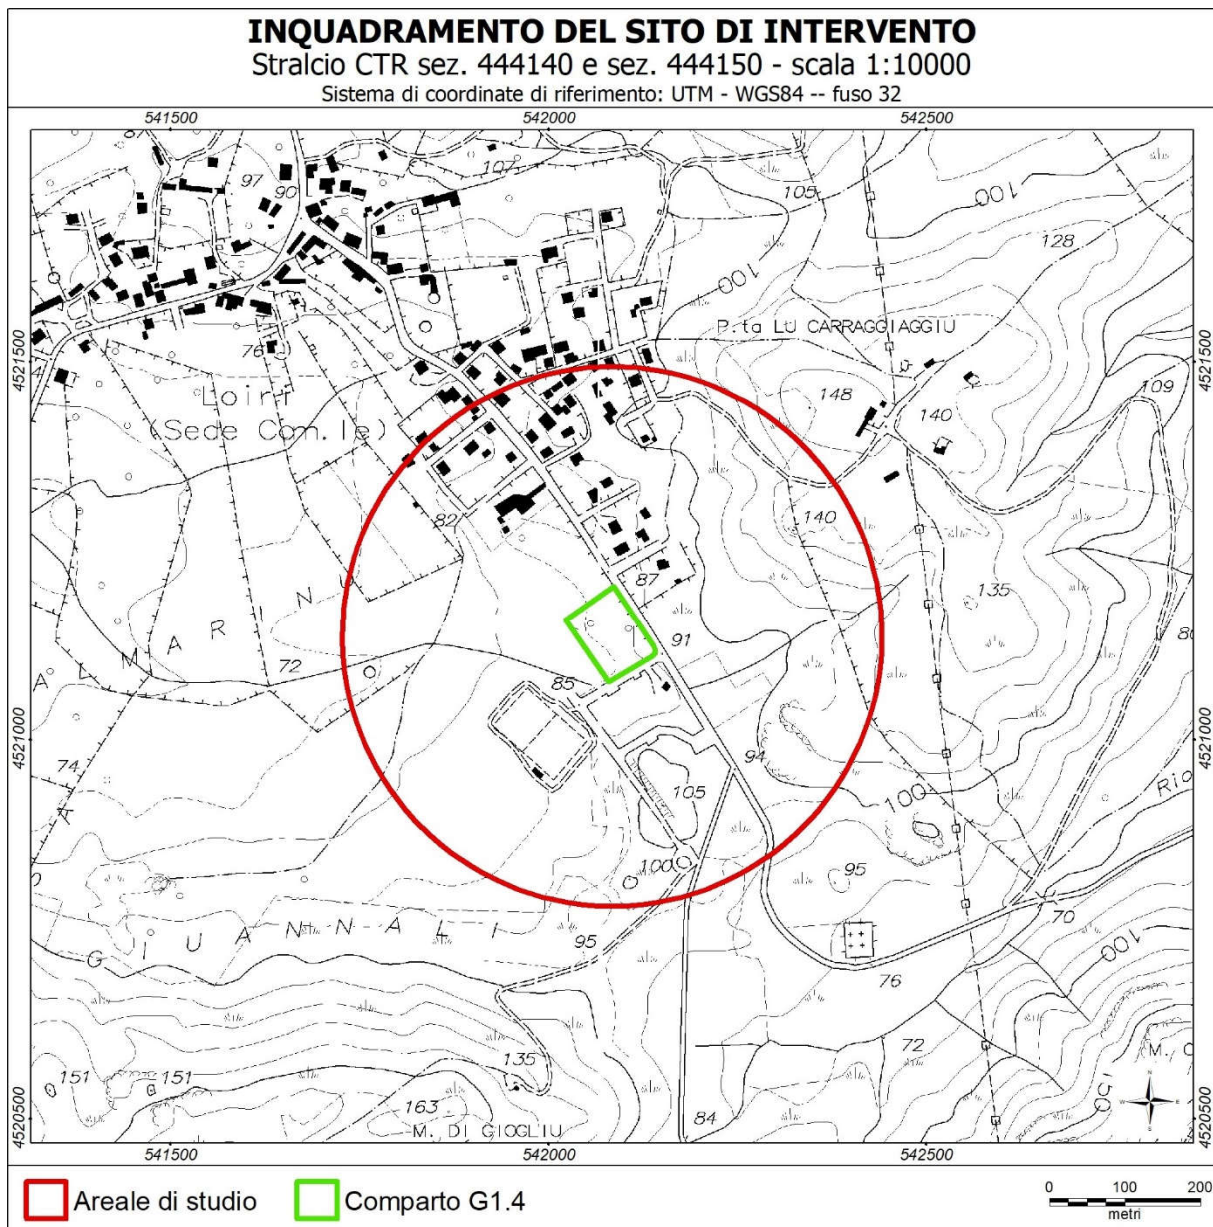 INQUADRAMENTO DEL SITO DI INTERVENTO
Stralcio CTR sez. 444140 e sez. 444150 - scala 1:10000
Sistema di coordinate di riferimento: UTM - WGS84 -- fuso 32
541500 542000 542500
107
97
90
105
100
128
100
4521500
76
P.ta LU CARRAGGIAGGIU
4521500
Loiri
(Sede Com.le)
148
140
109
82
140
87
135
91
72
85
4521000
74
94
4521000
105
100
Rio
100
95
70
GIUANNALI
95
100
76
72
135
151
151
163
M. DI GIOGLIU
84
150
4520500
4520500
541500 542000 542500
Areale di studio
Comparto G1.4
0 100 200
metri